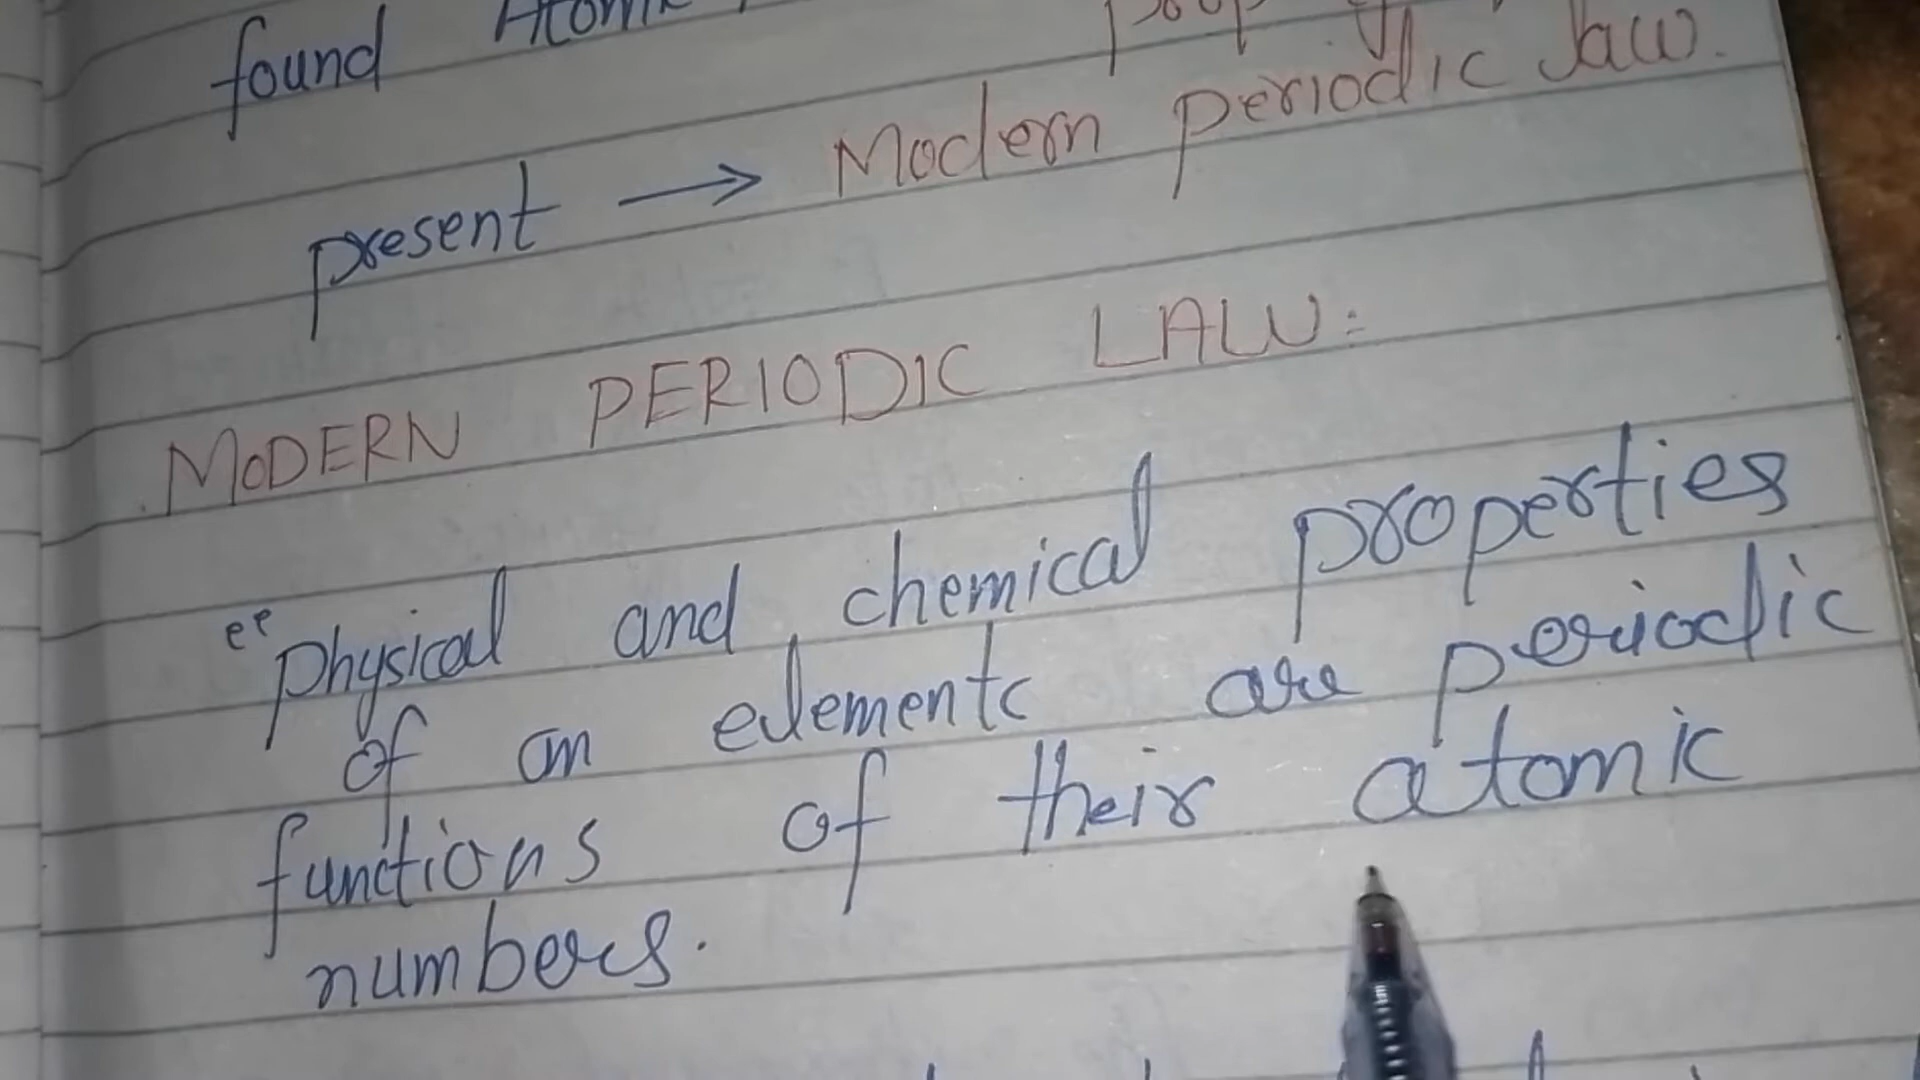 found Atomic
present → Modern periodic law.
MODERN PERIODIC LAW:
"Physical and chemical properties
of an elements are periodic
functions of their atomic
numbers.